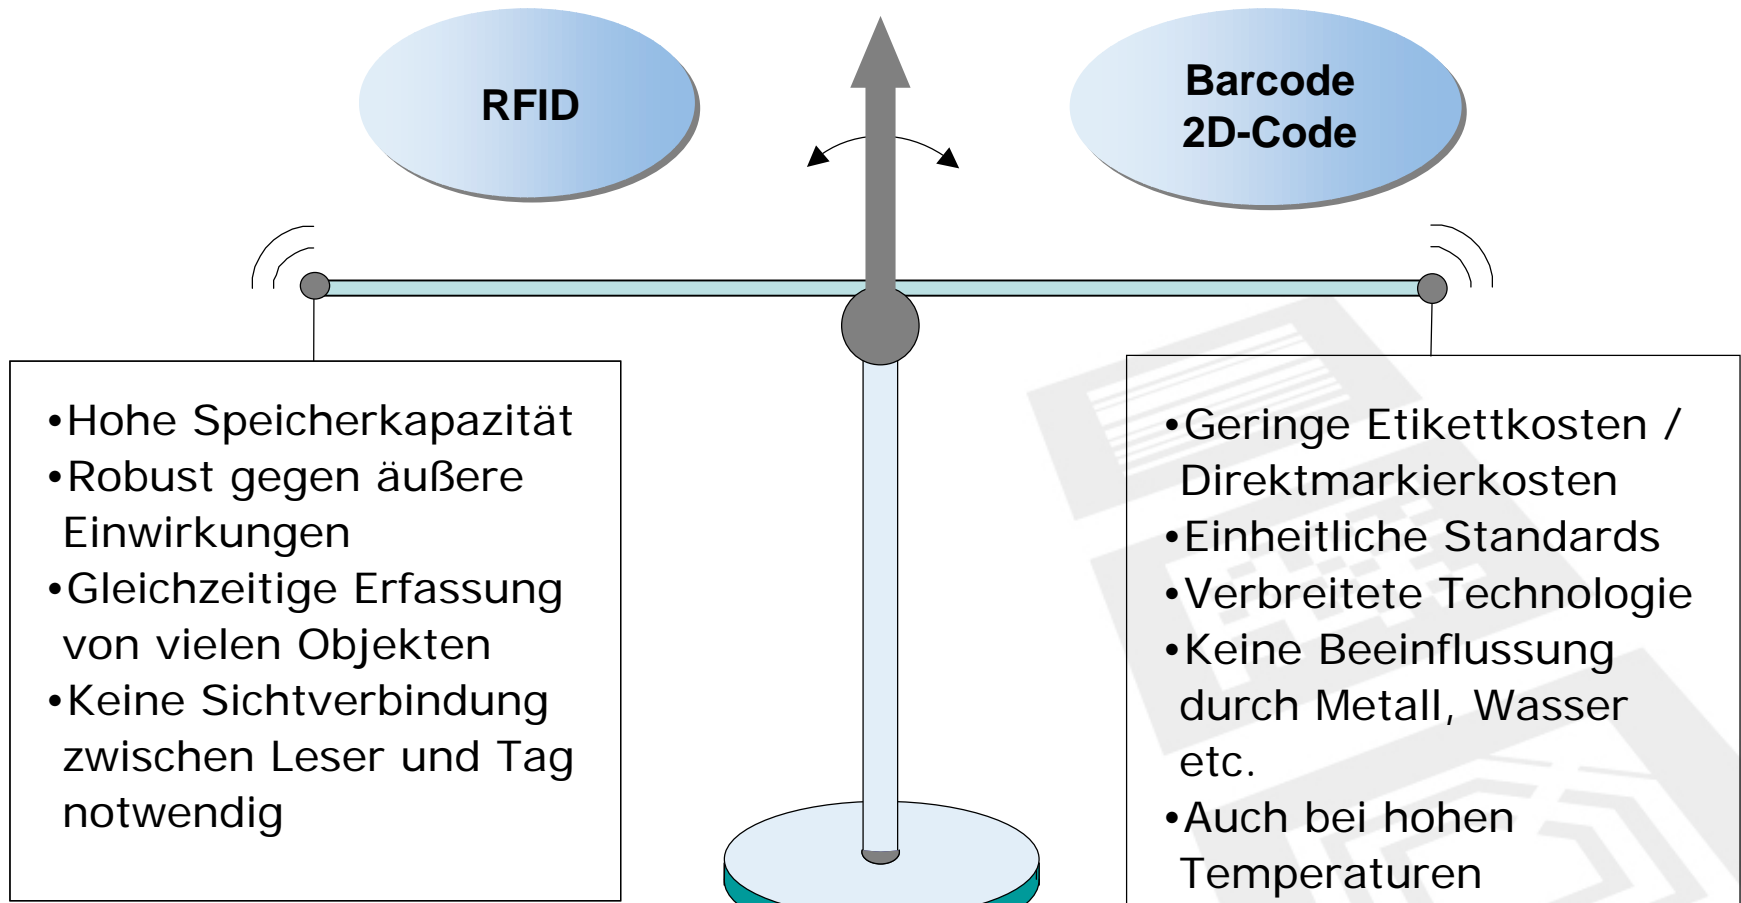 RFID
Barcode
2D-Code
•Hohe Speicherkapazität
•Robust gegen äußere
Einwirkungen
•Gleichzeitige Erfassung
von vielen Objekten
•Keine Sichtverbindung
zwischen Leser und Tag
notwendig
•Geringe Etikettkosten /
Direktmarkierkosten
•Einheitliche Standards
•Verbreitete Technologie
•Keine Beeinflussung
durch Metall, Wasser
etc.
•Auch bei hohen
Temperaturen